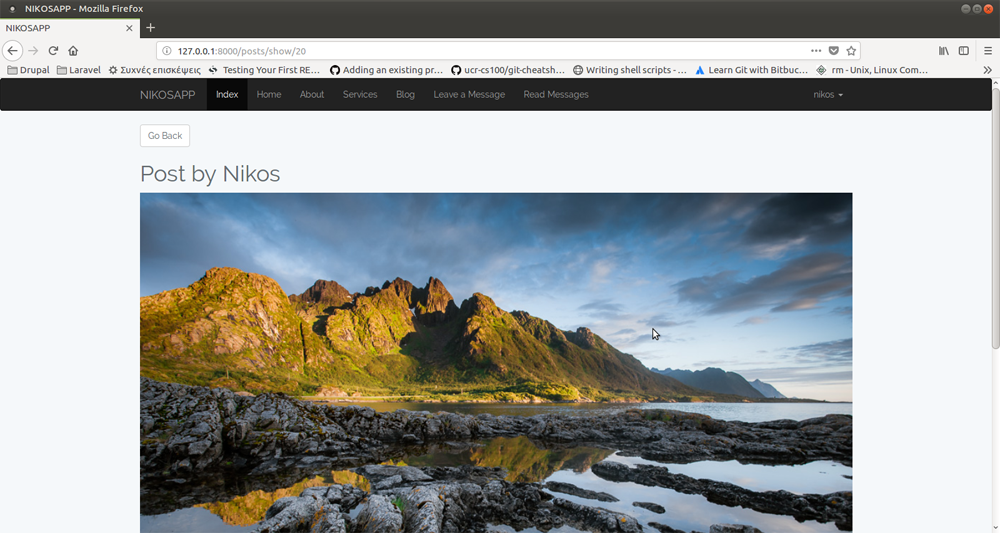 NIKOSAPP - Mozilla Firefox
NIKOSAPP
127.0.0.1:8000/posts/show/20
Drupal Laravel Συχνές επισκέψεις Testing Your First RE… Adding an existing pr… ucr-cs100/git-cheatsh… Writing shell scripts - … Learn Git with Bitbuc… rm - Unix, Linux Com…
NIKOSAPP Index Home About Services Blog Leave a Message Read Messages nikos
Go Back
Post by Nikos